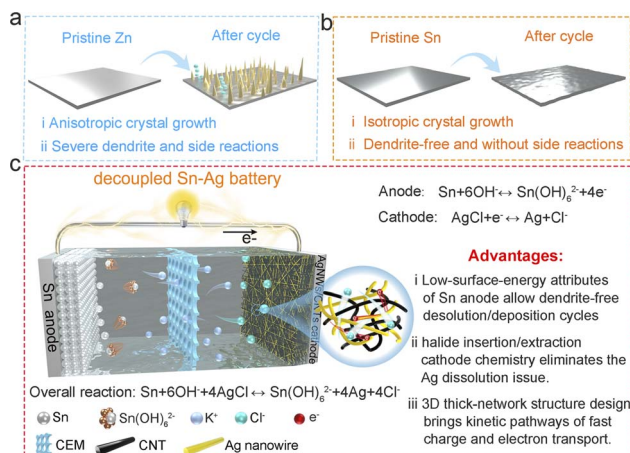 a
Pristine Zn
After cycle
i Anisotropic crystal growth
ii Severe dendrite and side reactions
b
Pristine Sn
After cycle
i Isotropic crystal growth
ii Dendrite-free and without side reactions
c
decoupled Sn-Ag battery
e-
Sn anode
cathode
Overall reaction: Sn+6OH⁻+4AgCl ↔ Sn(OH)₆²⁻+4Ag+4Cl⁻
Sn
Sn(OH)₆²⁻
K⁺
Cl⁻
e⁻
CEM
CNT
Ag nanowire
Anode: Sn+6OH⁻↔ Sn(OH)₆²⁻+4e⁻
Cathode: AgCl+e⁻↔ Ag+Cl⁻
Advantages:
i Low-surface-energy attributes
of Sn anode allow dendrite-free
desolution/deposition cycles
ii halide insertion/extraction
cathode chemistry eliminates the
Ag dissolution issue.
iii 3D thick-network structure design
brings kinetic pathways of fast
charge and electron transport.